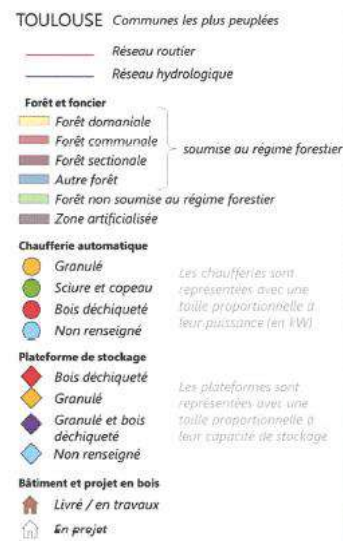 TOULOUSE Communes les plus peuplées
Réseau routier
Réseau hydrologique
Forêt et foncier
Forêt domaniale
Forêt communale
Forêt sectionale
Autre forêt
soumise au régime forestier
Forêt non soumise au régime forestier
Zone artificialisée
Chaufferie automatique
Granulé
Sciure et copeau
Bois déchiqueté
Non renseigné
Les chaufferies sont
représentées avec une
taille proportionnelle à
leur puissance (en kW)
Plateforme de stockage
Bois déchiqueté
Granulé
Granulé et bois
déchiqueté
Non renseigné
Les plateformes sont
représentées avec une
taille proportionnelle à
leur capacité de stockage
Bâtiment et projet en bois
Livré / en travaux
En projet